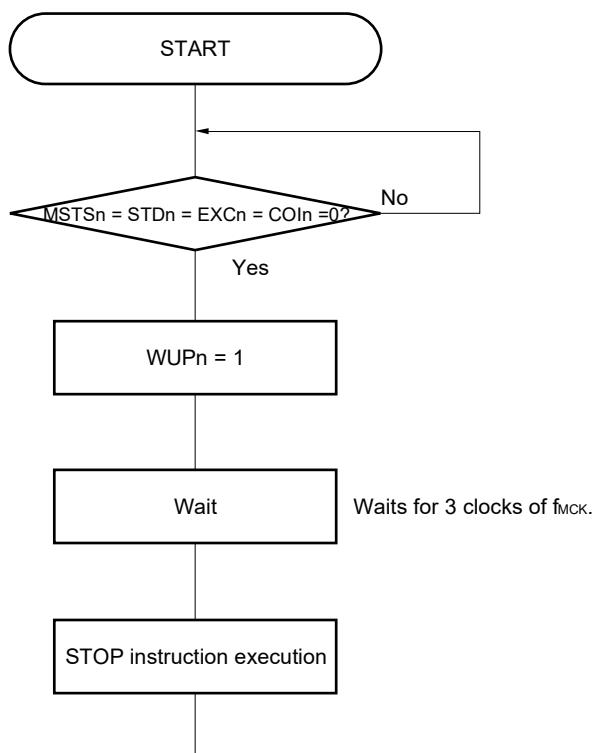 START
MSTSn = STDn = EXCn = COIn =0?
No
Yes
WUPn = 1
Wait
Waits for 3 clocks of fMCK.
STOP instruction execution